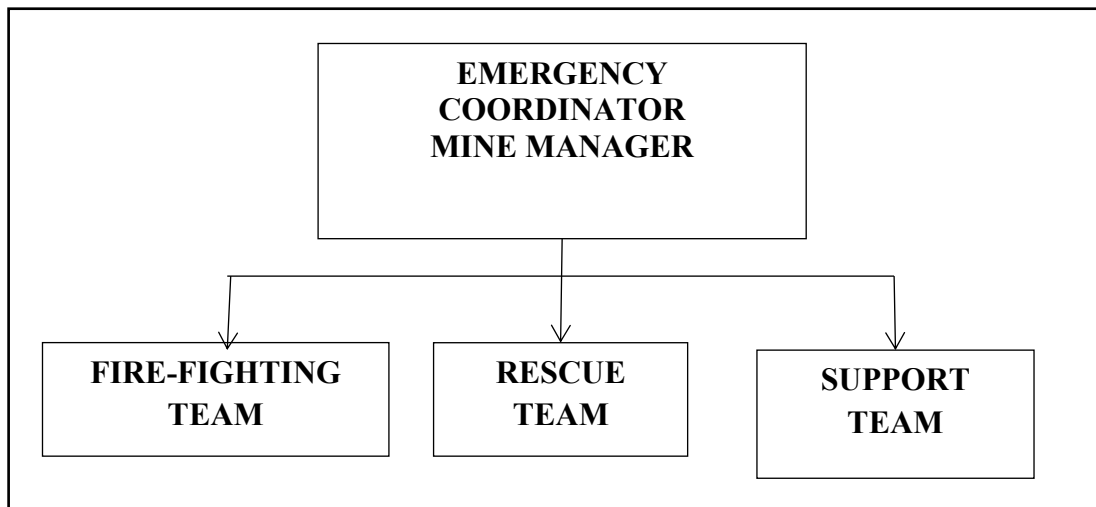 EMERGENCY
COORDINATOR
MINE MANAGER
FIRE-FIGHTING
TEAM
RESCUE
TEAM
SUPPORT
TEAM